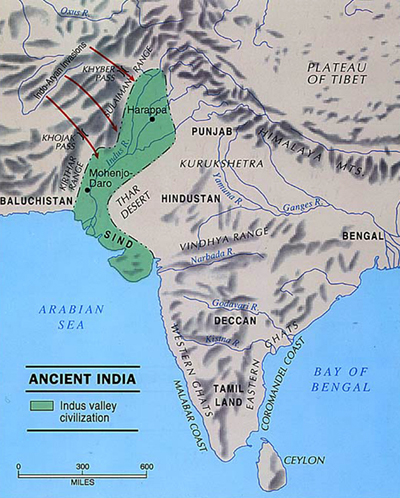 Oxus R.
Indo-Aryan Invasions
KHYBER
PASS
SULAIMAN RANGE
PLATEAU
OF TIBET
Harappa
KHOJAK
PASS
Indus R.
PUNJAB
HIMALAYA MTS.
KIRTHAR
RANGE
Mohenjo-
Daro
KURUKSHETRA
Yamuna R.
Ganges R.
BALUCHISTAN
THAR
DESERT
HINDUSTAN
SIND
VINDHYA RANGE
BENGAL
Narbada R.
ARABIAN
SEA
Godavari R.
DECCAN
Kistna R.
WESTERN GHATS
EASTERN GHATS
MALABAR COAST
COROMANDEL COAST
BAY OF
BENGAL
TAMIL
LAND
CEYLON
ANCIENT INDIA
Indus valley
civilization
0 300 600
MILES